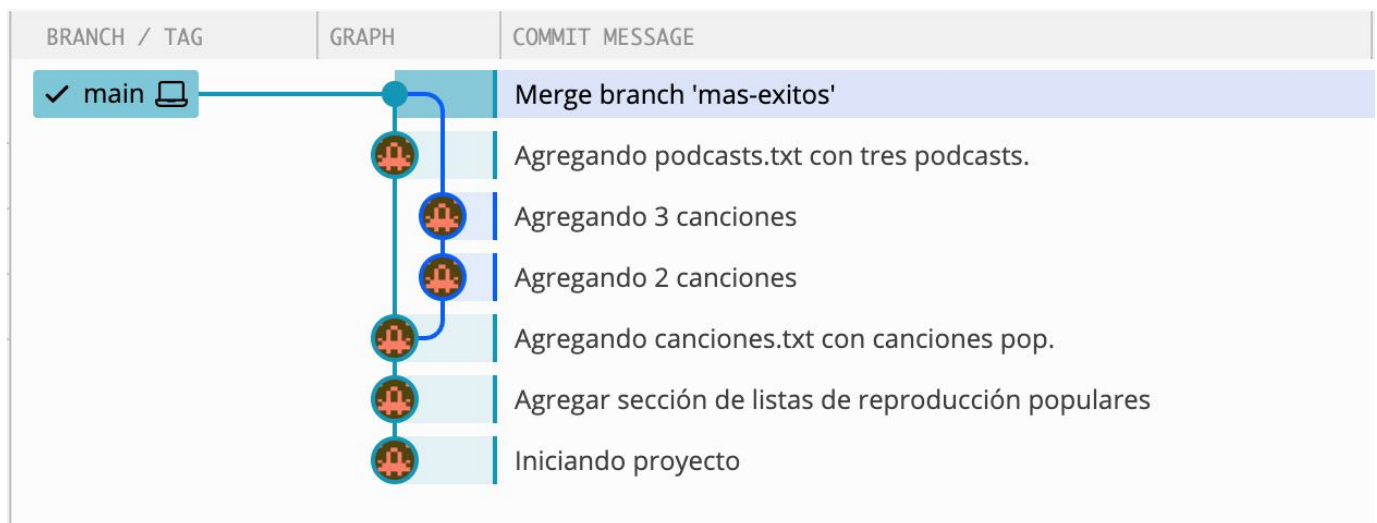 BRANCH / TAG GRAPH COMMIT MESSAGE
main Merge branch 'mas-exitos'
Agregando podcasts.txt con tres podcasts.
Agregando 3 canciones
Agregando 2 canciones
Agregando canciones.txt con canciones pop.
Agregar sección de listas de reproducción populares
Iniciando proyecto